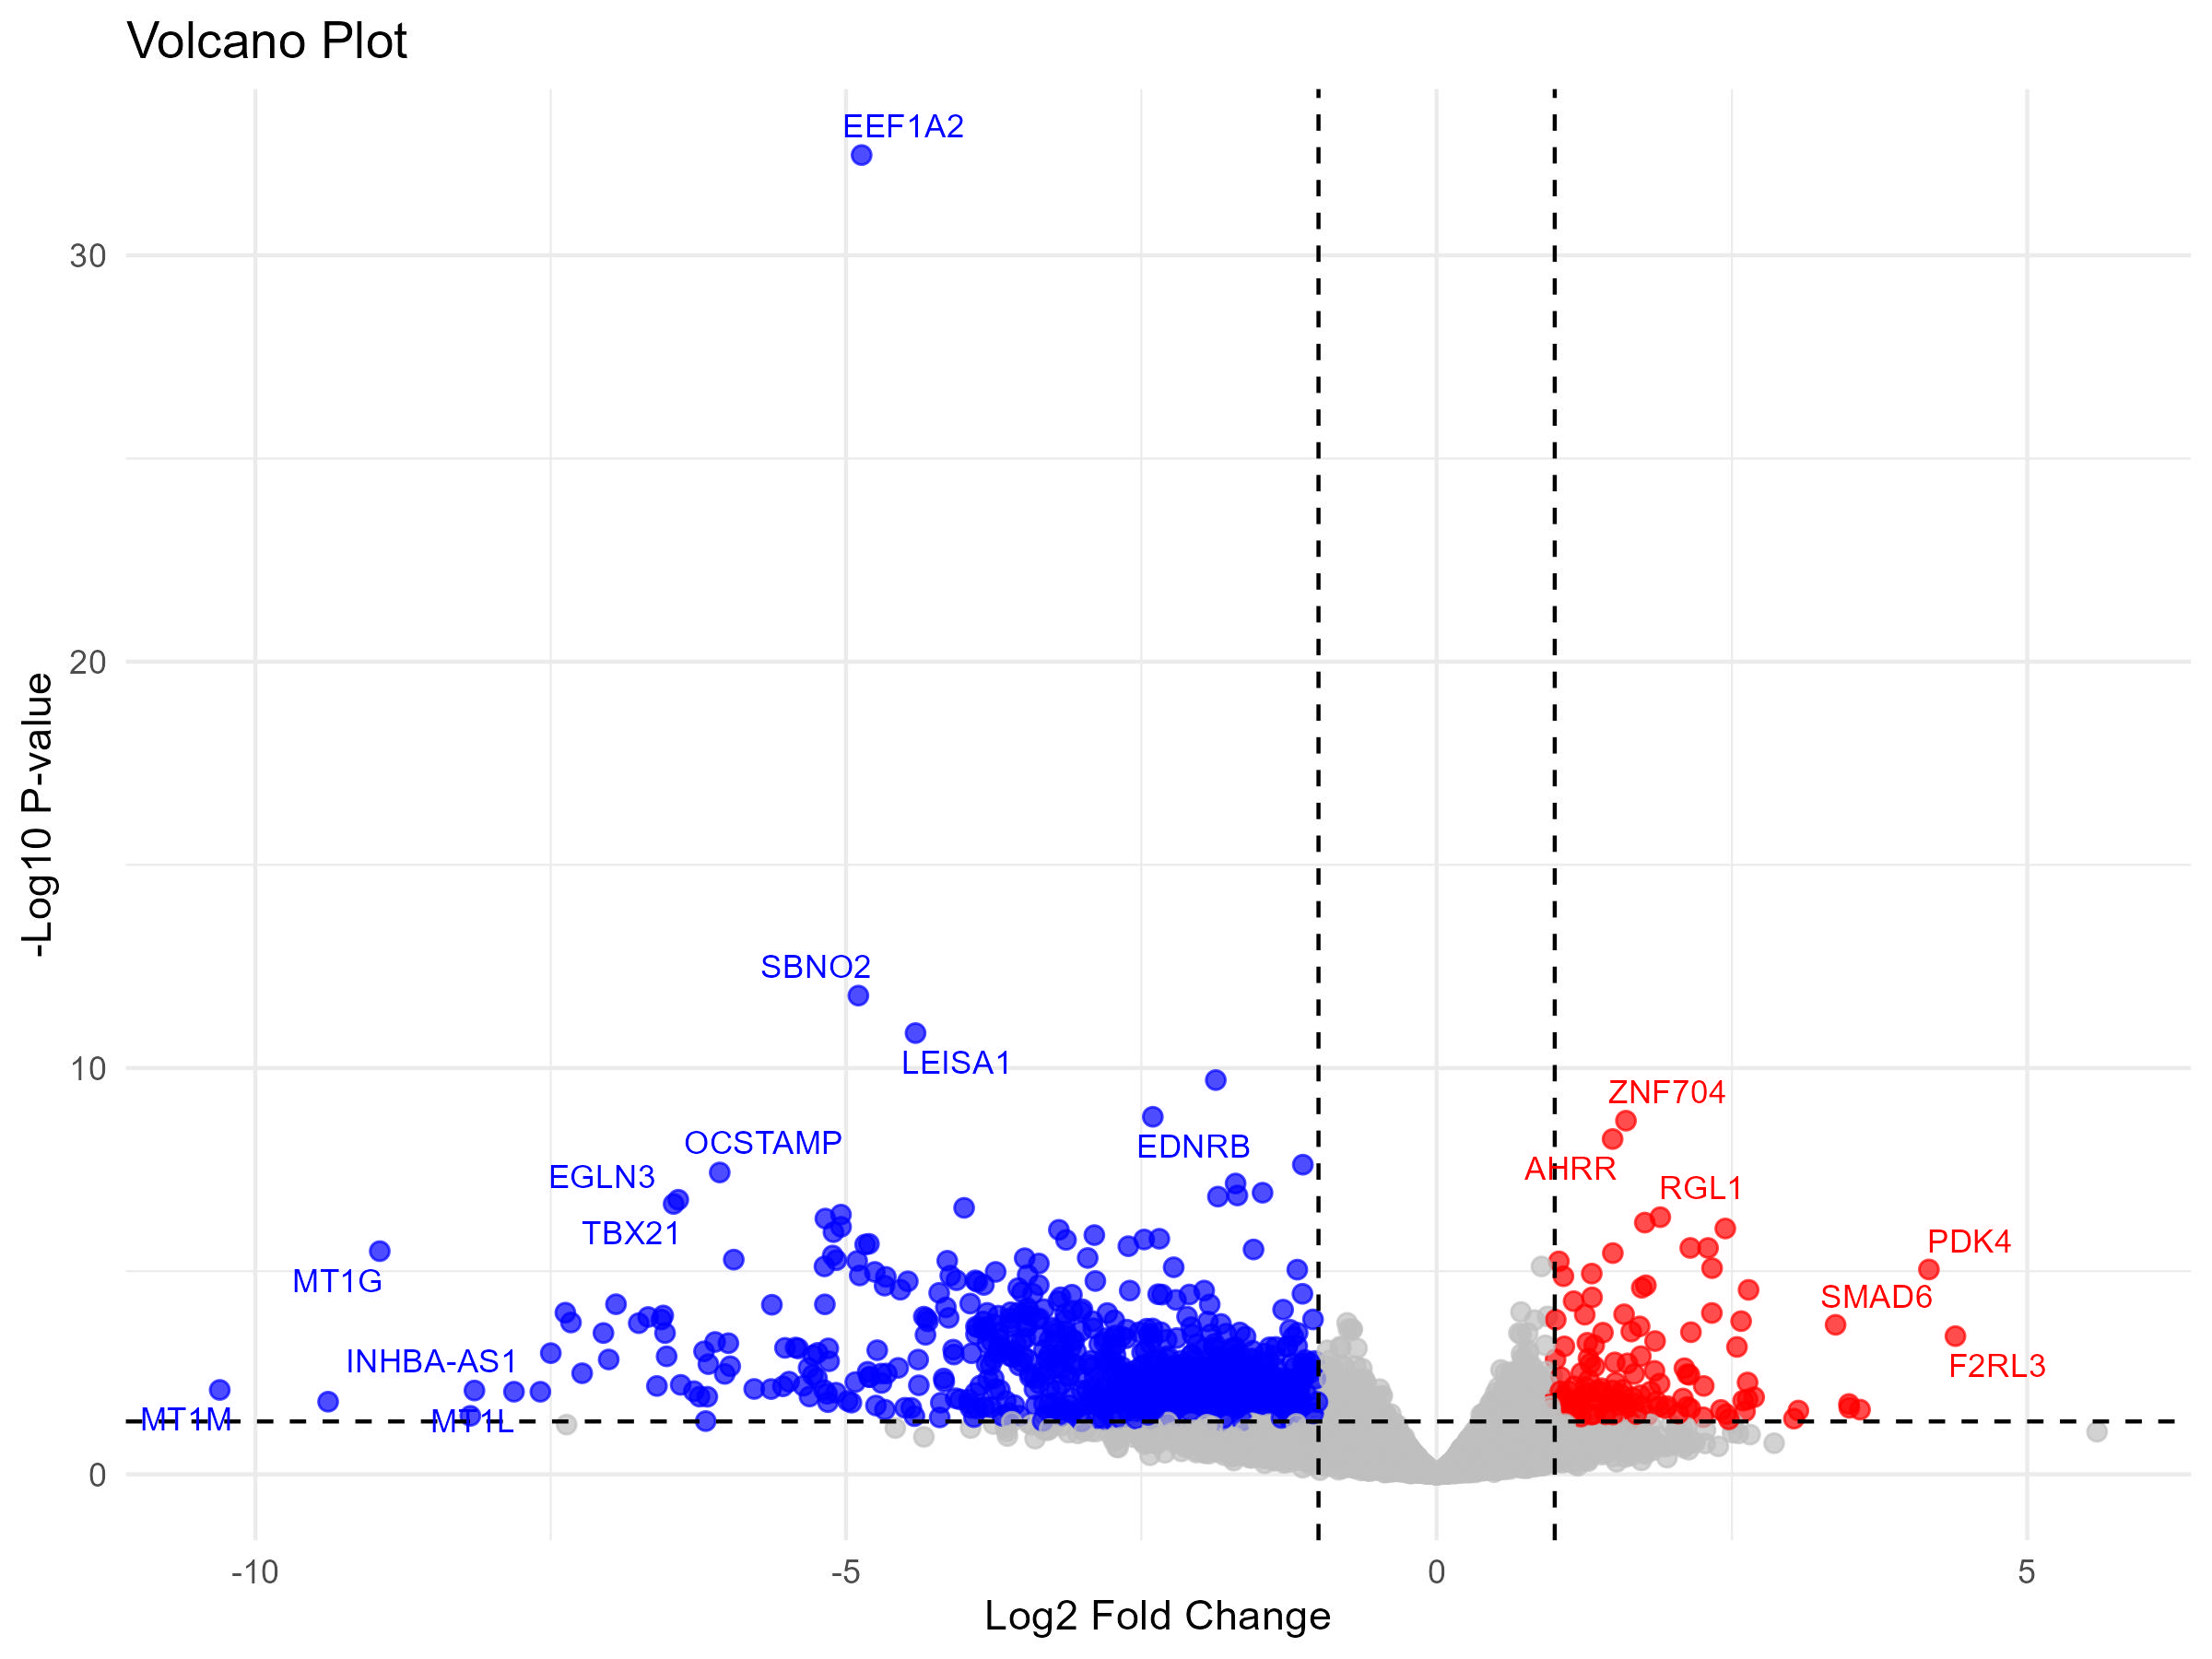 Volcano Plot
EEF1A2
30
20
-Log10 P-value
SBNO2
10
LEISA1
ZNF704
OCSTAMP
EDNRB
EGLN3
AHRR
RGL1
TBX21
PDK4
MT1G
SMAD6
INHBA-AS1
F2RL3
MT1M
MT1L
0
-10
-5
0
5
Log2 Fold Change